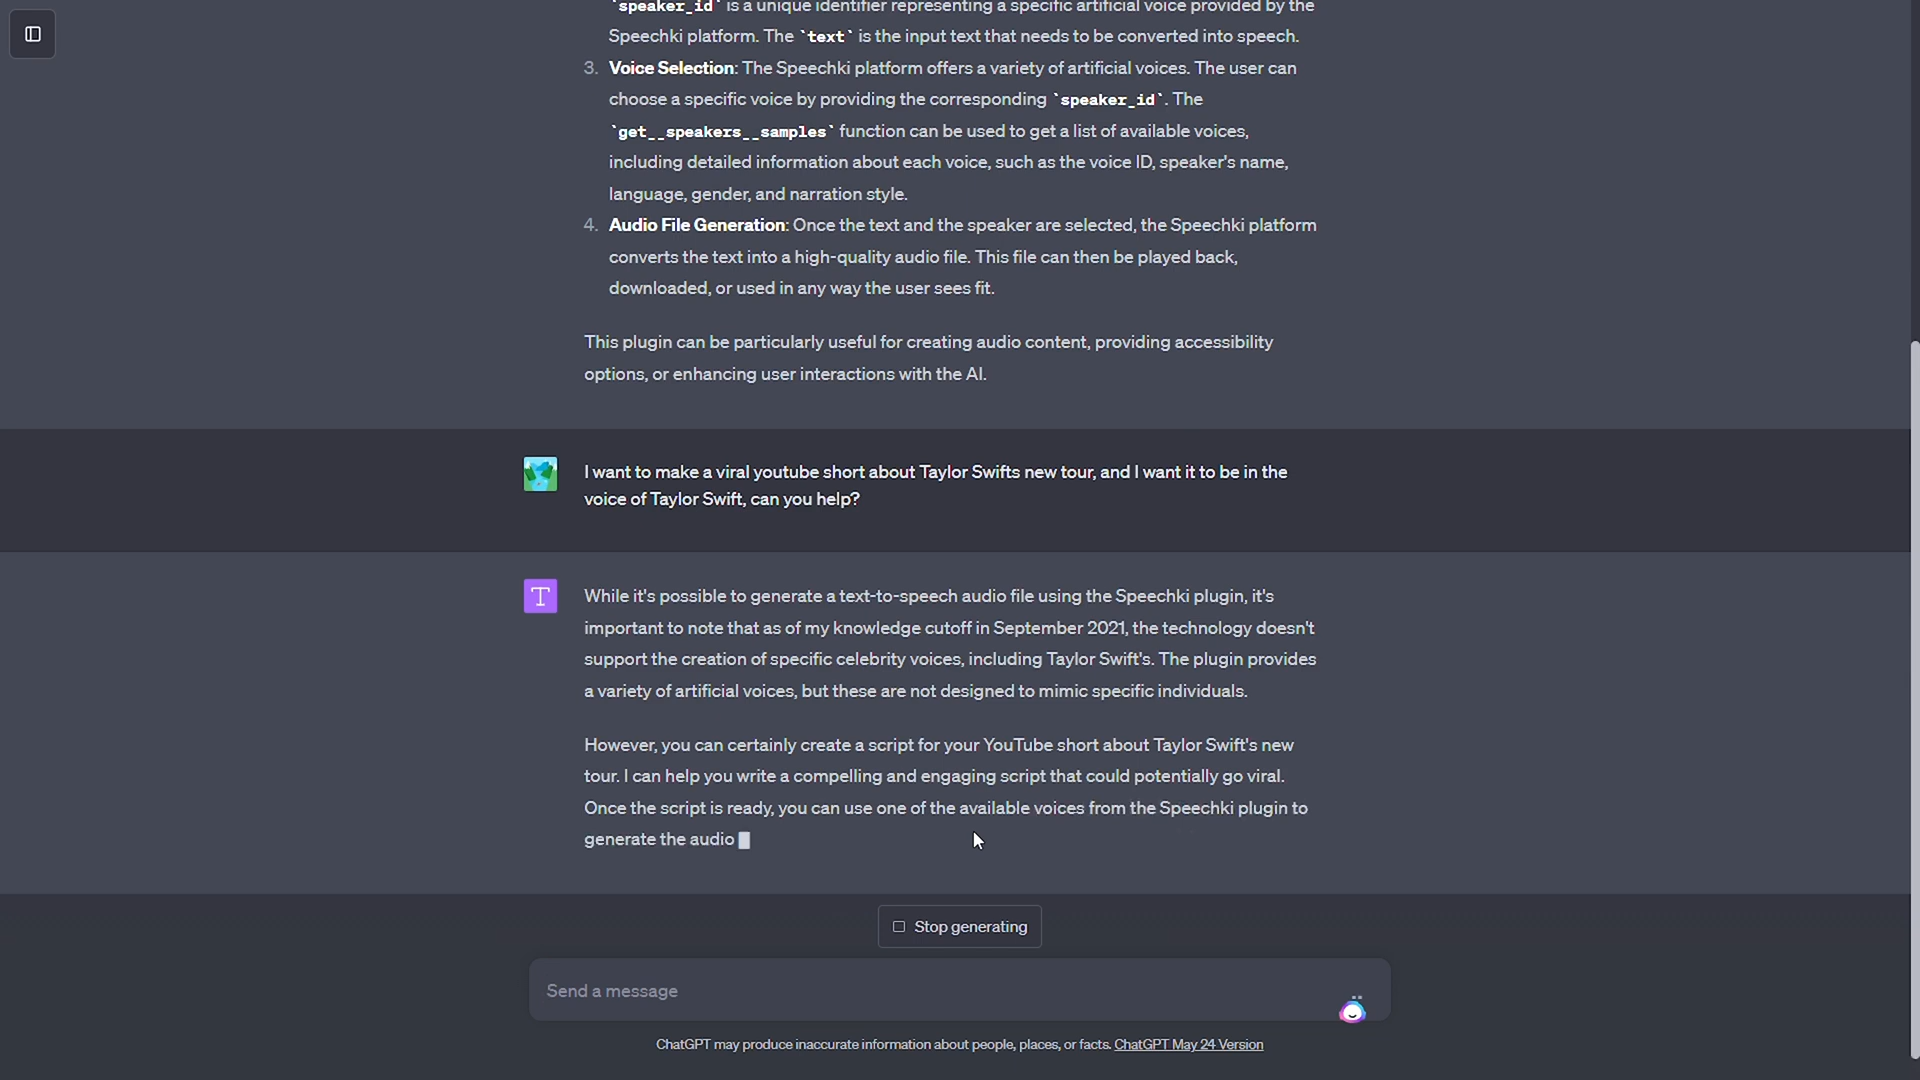 `speaker_id` is a unique identifier representing a specific artificial voice provided by the
Speechki platform. The `text` is the input text that needs to be converted into speech.
3. Voice Selection: The Speechki platform offers a variety of artificial voices. The user can
choose a specific voice by providing the corresponding `speaker_id`. The
`get__speakers__samples` function can be used to get a list of available voices,
including detailed information about each voice, such as the voice ID, speaker's name,
language, gender, and narration style.
4. Audio File Generation: Once the text and the speaker are selected, the Speechki platform
converts the text into a high-quality audio file. This file can then be played back,
downloaded, or used in any way the user sees fit.
This plugin can be particularly useful for creating audio content, providing accessibility
options, or enhancing user interactions with the AI.
I want to make a viral youtube short about Taylor Swifts new tour, and I want it to be in the
voice of Taylor Swift, can you help?
T
While it's possible to generate a text-to-speech audio file using the Speechki plugin, it's
important to note that as of my knowledge cutoff in September 2021, the technology doesn't
support the creation of specific celebrity voices, including Taylor Swift's. The plugin provides
a variety of artificial voices, but these are not designed to mimic specific individuals.
However, you can certainly create a script for your YouTube short about Taylor Swift's new
tour. I can help you write a compelling and engaging script that could potentially go viral.
Once the script is ready, you can use one of the available voices from the Speechki plugin to
generate the audio
Stop generating
Send a message
ChatGPT may produce inaccurate information about people, places, or facts. ChatGPT May 24 Version